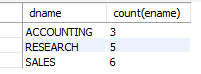 dname count(ename)
ACCOUNTING 3
RESEARCH 5
SALES 6